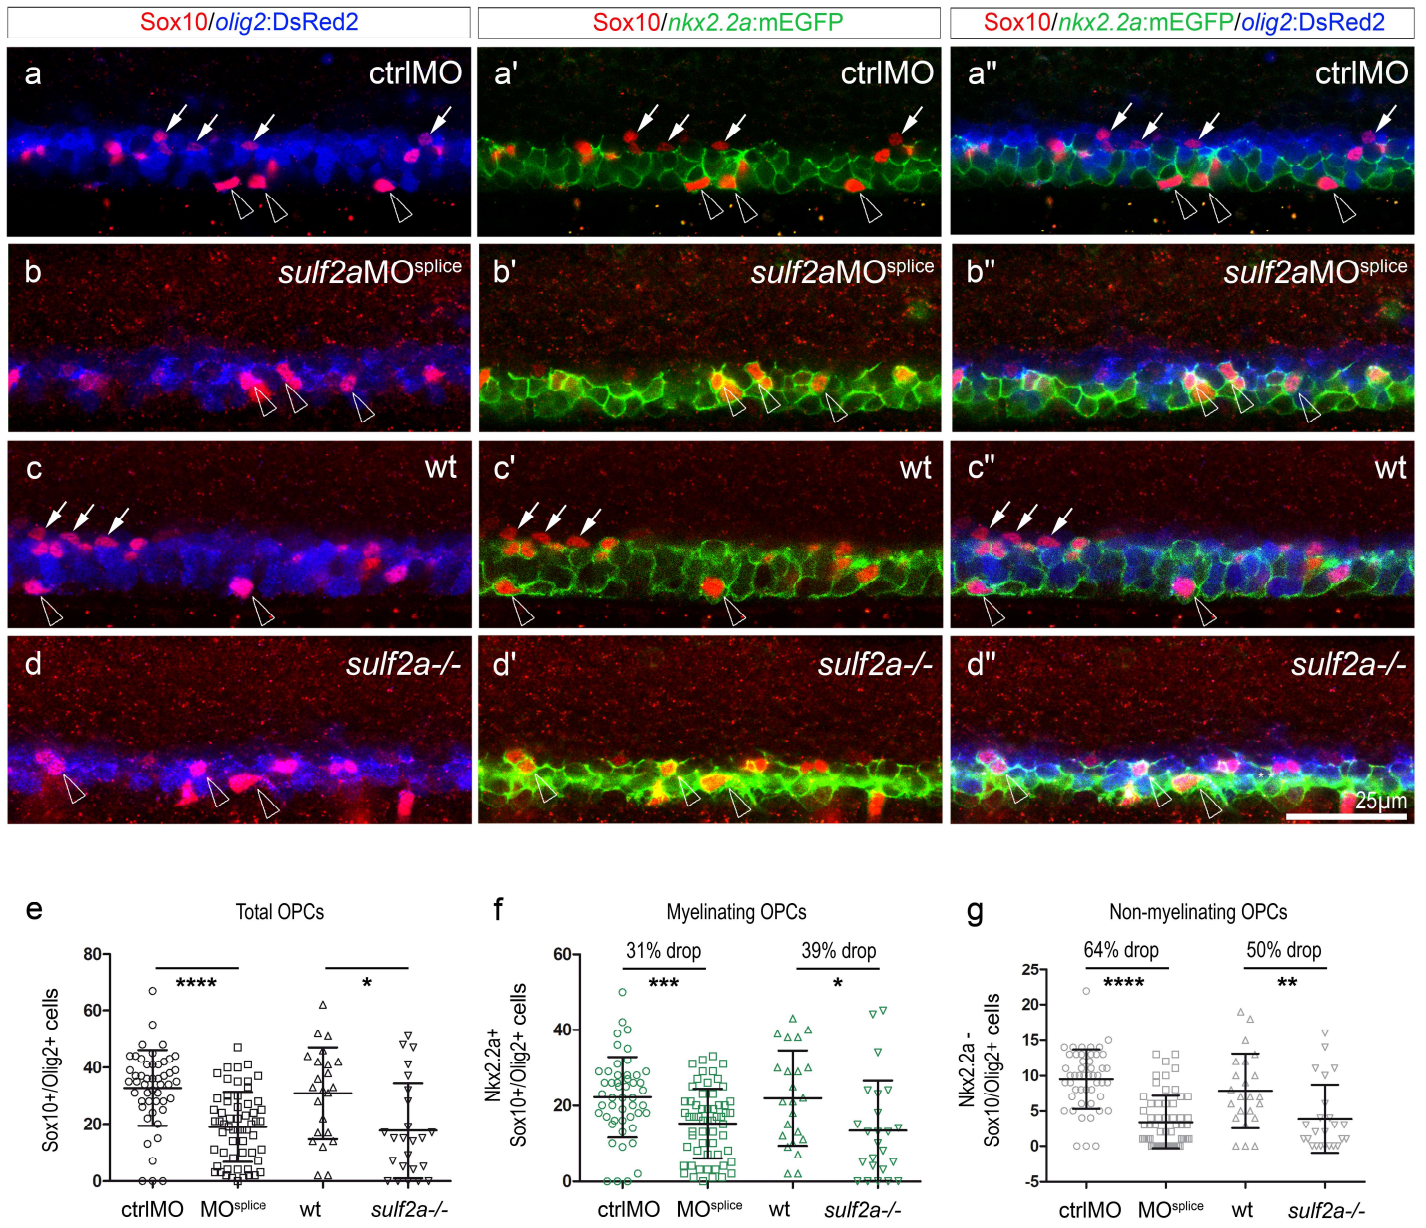 Sox10/olig2:DsRed2
Sox10/nkx2.2a:mEGFP
Sox10/nkx2.2a:mEGFP/olig2:DsRed2
a ctrlMO
a' ctrlMO
a" ctrlMO
b sulf2aMOsplice
b' sulf2aMOsplice
b" sulf2aMOsplice
c wt
c' wt
c" wt
d sulf2a-/-
d' sulf2a-/-
d" sulf2a-/-
*
25µm
e Total OPCs
Sox10+/Olig2+ cells
80
60
40
20
0
****
*
ctrlMO MOsplice wt sulf2a-/-
f Myelinating OPCs
Nkx2.2a+
Sox10+/Olig2+ cells
60
40
20
0
31% drop
***
39% drop
*
ctrlMO MOsplice wt sulf2a-/-
g Non-myelinating OPCs
Nkx2.2a -
Sox10/Olig2+ cells
25
20
15
10
5
0
-5
64% drop
****
50% drop
**
ctrlMO MOsplice wt sulf2a-/-